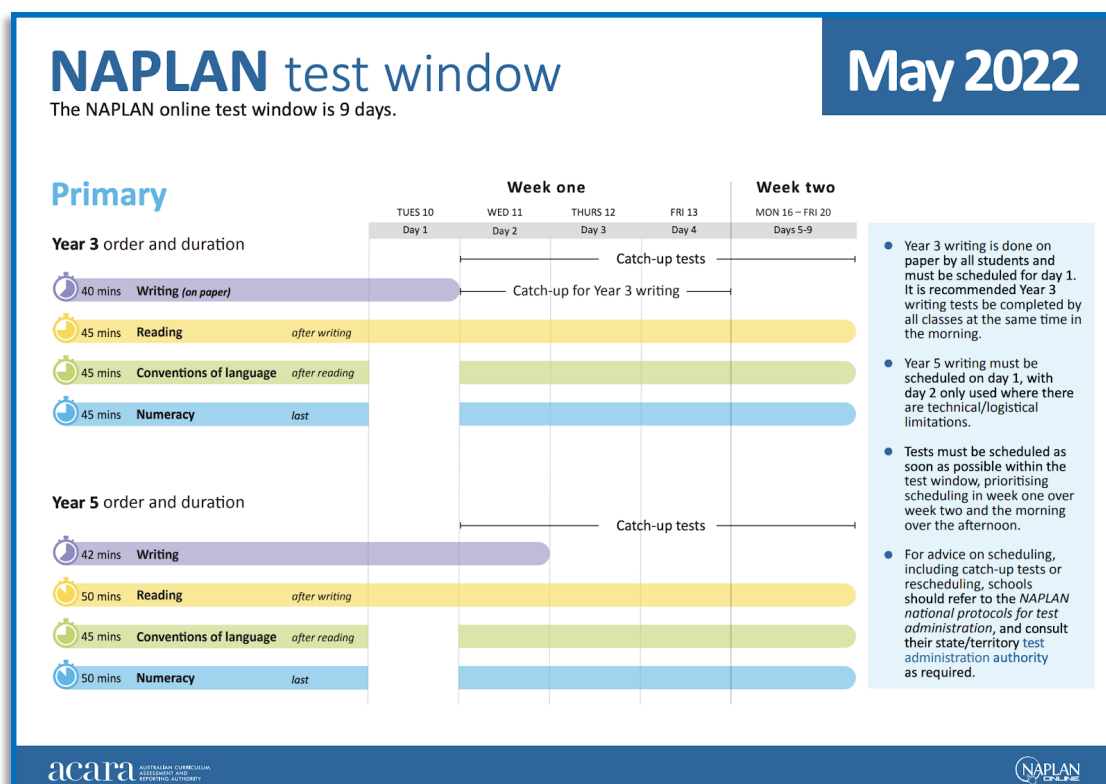 NAPLAN test window
May 2022
The NAPLAN online test window is 9 days.
Primary
Week one
Week two
TUES 10
WED 11
THURS 12
FRI 13
MON 16 – FRI 20
Day 1
Day 2
Day 3
Day 4
Days 5-9
Year 3 order and duration
Catch-up tests
40 mins Writing (on paper)
Catch-up for Year 3 writing
45 mins Reading after writing
45 mins Conventions of language after reading
45 mins Numeracy last
Year 5 order and duration
Catch-up tests
42 mins Writing
50 mins Reading after writing
45 mins Conventions of language after reading
50 mins Numeracy last
● Year 3 writing is done on
paper by all students and
must be scheduled for day 1.
It is recommended Year 3
writing tests be completed by
all classes at the same time in
the morning.
● Year 5 writing must be
scheduled on day 1, with
day 2 only used where there
are technical/logistical
limitations.
● Tests must be scheduled as
soon as possible within the
test window, prioritising
scheduling in week one over
week two and the morning
over the afternoon.
● For advice on scheduling,
including catch-up tests or
rescheduling, schools
should refer to the NAPLAN
national protocols for test
administration, and consult
their state/territory test
administration authority
as required.
acara
AUSTRALIAN CURRICULUM,
ASSESSMENT AND
REPORTING AUTHORITY
NAPLAN
ONLINE